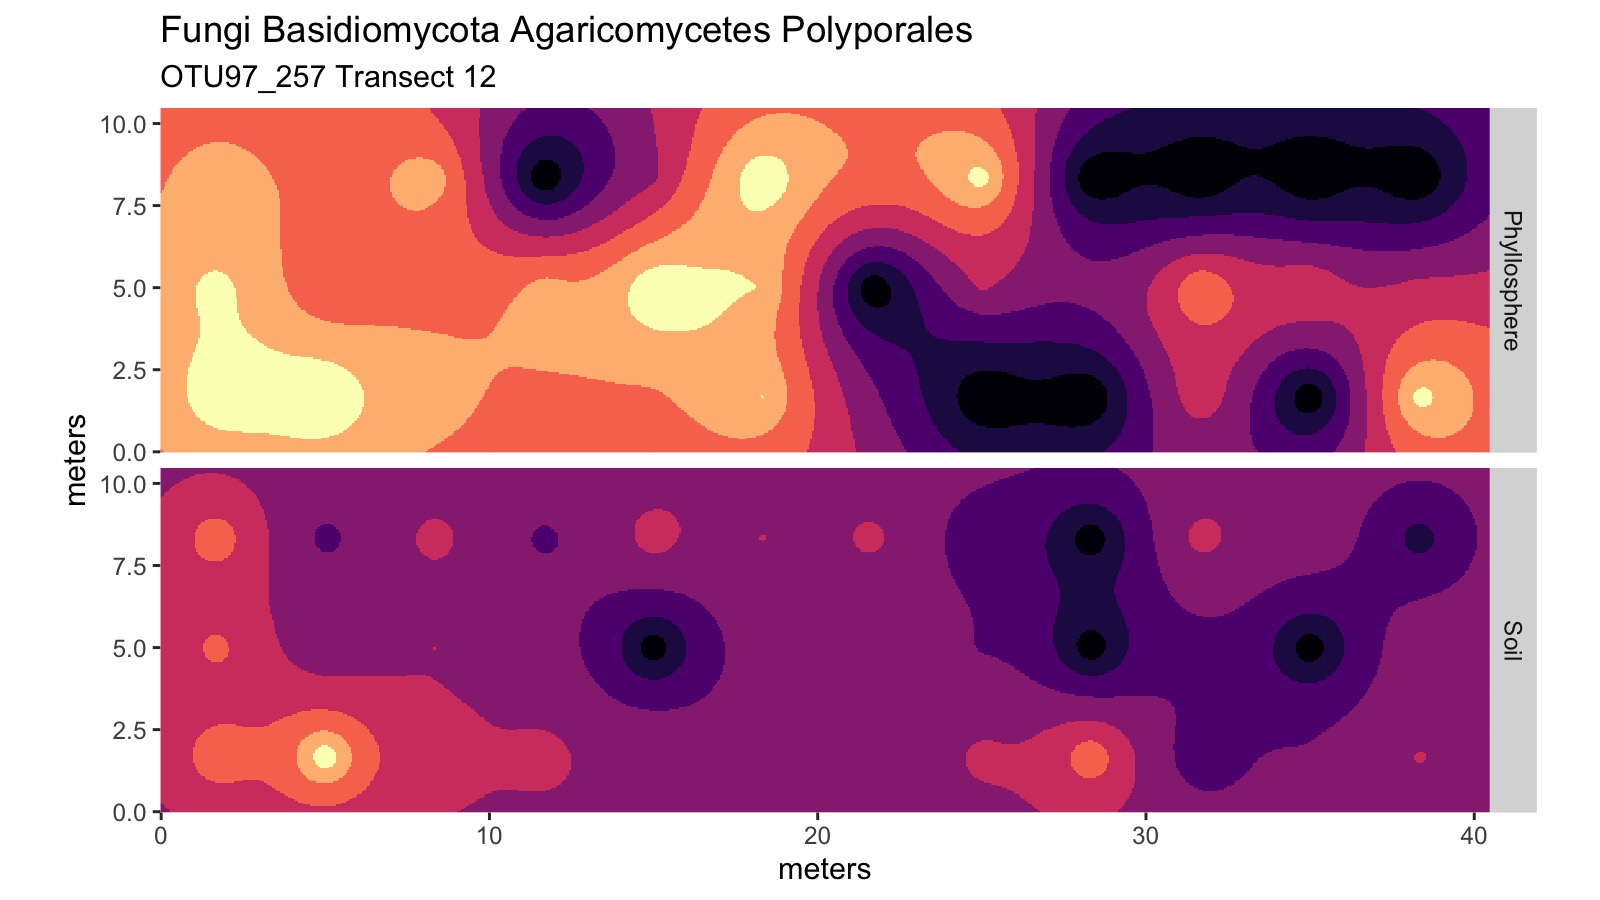 Fungi Basidiomycota Agaricomycetes Polyporales
OTU97_257 Transect 12
10.0
7.5
5.0
2.5
0.0
Phyllosphere
meters
10.0
7.5
5.0
2.5
0.0
Soil
0 10 20 30 40
meters